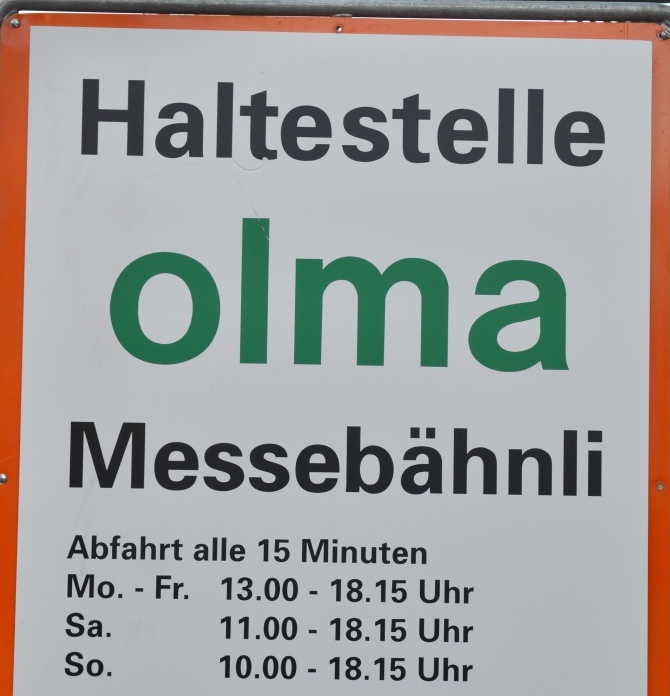 Haltestelle
olma
Messebähnli
Abfahrt alle 15 Minuten
Mo. - Fr. 13.00 - 18.15 Uhr
Sa. 11.00 - 18.15 Uhr
So. 10.00 - 18.15 Uhr